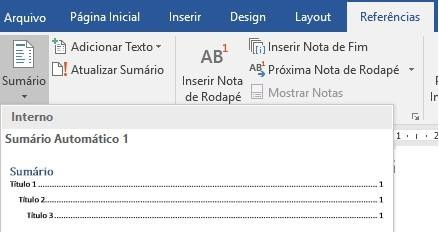 Arquivo Página Inicial Inserir Design Layout Referências
Sumário
Adicionar Texto
Atualizar Sumário
AB¹
Inserir Nota de Rodapé
Inserir Nota de Fim
Próxima Nota de Rodapé
Mostrar Notas
Interno
Sumário Automático 1
Sumário
Título 1 ........ 1
Título 2 ........ 1
Título 3 ........ 1